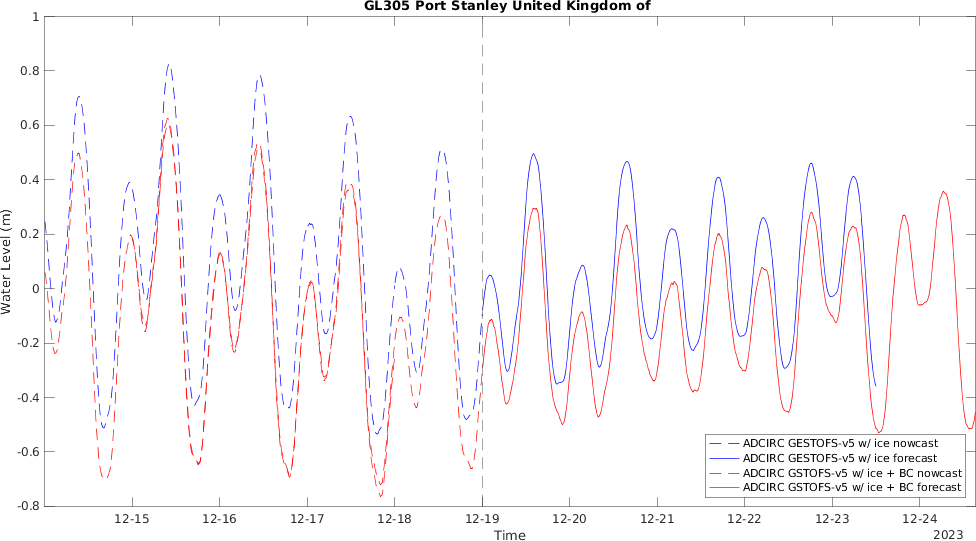 GL305 Port Stanley United Kingdom of
1
0.8
0.6
0.4
0.2
0
-0.2
-0.4
-0.6
-0.8
Water Level (m)
ADCIRC GESTOFS-v5 w/ ice nowcast
ADCIRC GESTOFS-v5 w/ ice forecast
ADCIRC GSTOFS-v5 w/ ice + BC nowcast
ADCIRC GSTOFS-v5 w/ ice + BC forecast
12-15 12-16 12-17 12-18 12-19 12-20 12-21 12-22 12-23 12-24
Time
2023